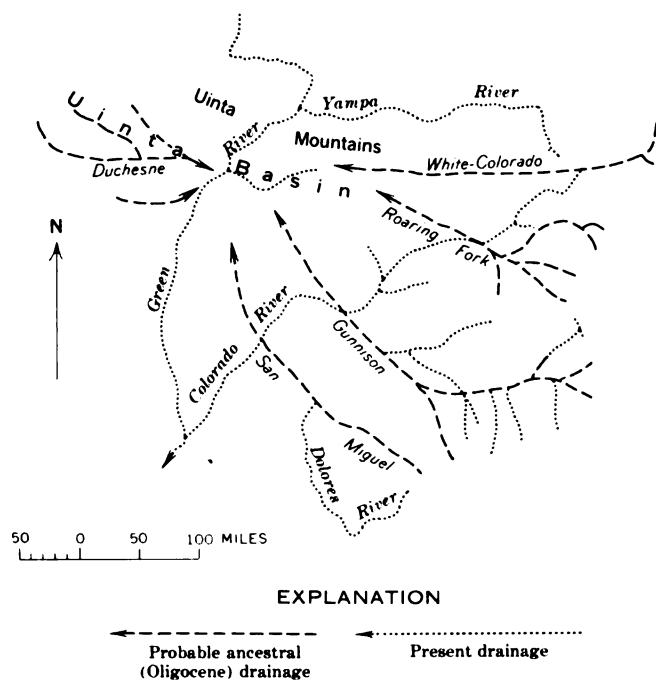 Uinta
Mountains
Yampa River
River
Uinta Basin
Duchesne
White-Colorado
Roaring Fork
N
Green
Colorado River
San Miguel
Gunnison
Dolores River
50 0 50 100 MILES
EXPLANATION
Probable ancestral
(Oligocene) drainage
Present drainage